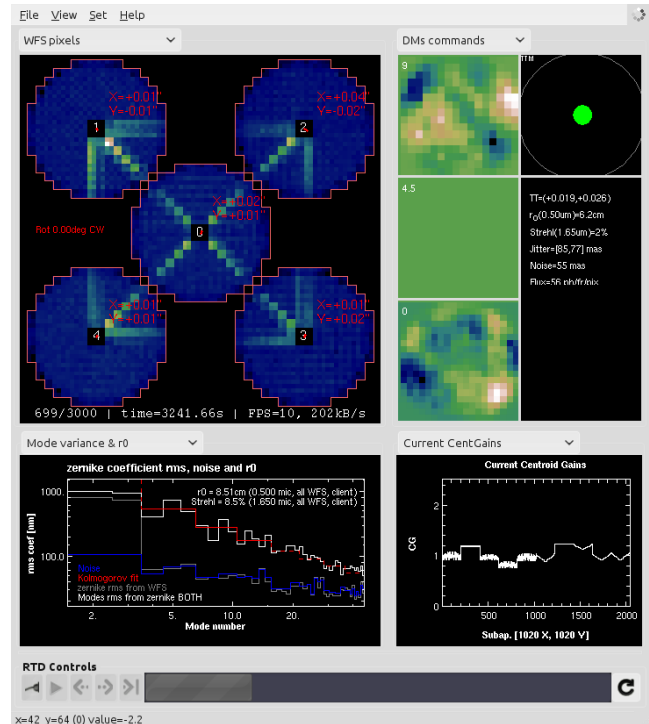 File View Set Help
WFS pixels
DMs commands
X=+0.01"
Y=-0.01"
1
X=+0.04"
Y=-0.02"
2
X=+0.02"
Y=+0.01"
0
Rot 0.00deg CW
X=+0.01"
Y=+0.01"
4
X=+0.01"
Y=+0.02"
3
699/3000 | time=3241.66s | FPS=10, 202kB/s
9
TTM
4.5
TT=(+0.019,+0.026)
r0(0.50um)=6.2cm
Strehl(1.65um)=2%
Jitter=[85,77] mas
Noise=55 mas
Flux=56 ph/fr/pix
0
Mode variance & r0
Current CentGains
zernike coefficient rms, noise and r0
r0 = 8.51cm (0.500 mic, all WFS, client)
Strehl = 8.5% (1.650 mic, all WFS, client)
1000.
100.0
rms coef [nm]
Noise
Kolmogorov fit
zernike rms from WFS
Modes rms from zernike BOTH
2. 5. 10.0 20.
Mode number
Current Centroid Gains
2
1
0
CG
500 1000 1500 2000
Subap. [1020 X, 1020 V]
RTD Controls
x=42 y=64 (0) value=-2.2